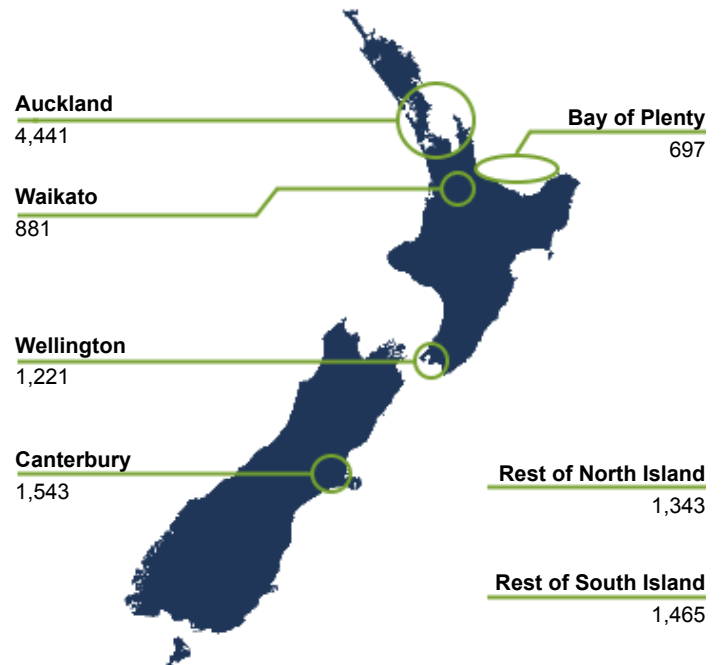 Auckland
4,441
Bay of Plenty
697
Waikato
881
Wellington
1,221
Canterbury
1,543
Rest of North Island
1,343
Rest of South Island
1,465